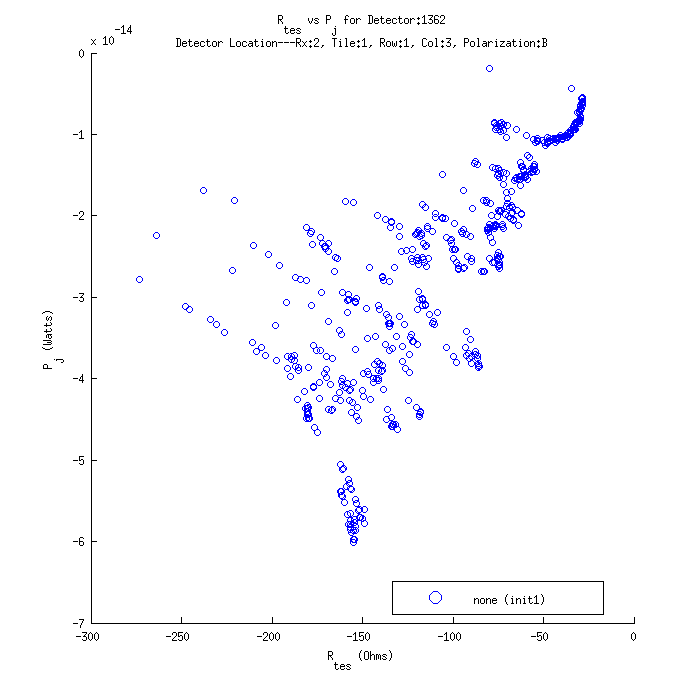 R_tes vs P_j for Detector:1362
Detector Location---Rx:2, Tile:1, Row:1, Col:3, Polarization:B
x 10^-14
0
-1
-2
-3
-4
-5
-6
-7
P_j (Watts)
none (init1)
-300 -250 -200 -150 -100 -50 0
R_tes (Ohms)